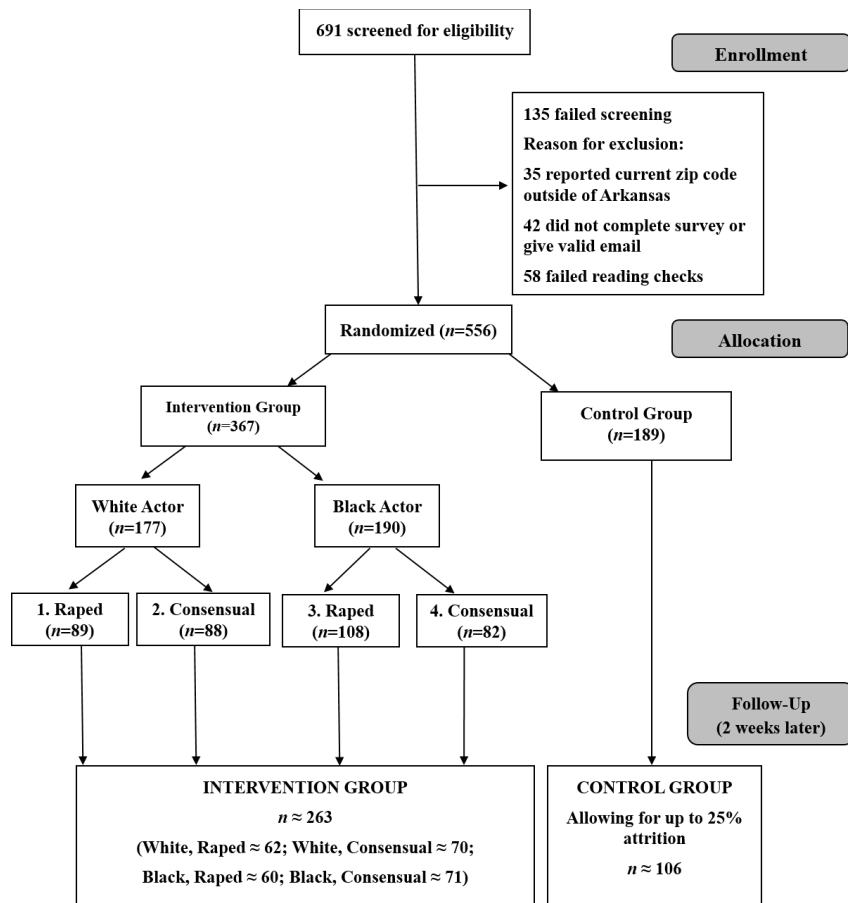 691 screened for eligibility
Enrollment
135 failed screening
Reason for exclusion:
35 reported current zip code
outside of Arkansas
42 did not complete survey or
give valid email
58 failed reading checks
Randomized (n=556)
Allocation
Intervention Group
(n=367)
Control Group
(n=189)
White Actor
(n=177)
Black Actor
(n=190)
1. Raped
(n=89)
2. Consensual
(n=88)
3. Raped
(n=108)
4. Consensual
(n=82)
Follow-Up
(2 weeks later)
INTERVENTION GROUP
n ≈ 263
(White, Raped ≈ 62; White, Consensual ≈ 70;
Black, Raped ≈ 60; Black, Consensual ≈ 71)
CONTROL GROUP
Allowing for up to 25%
attrition
n ≈ 106